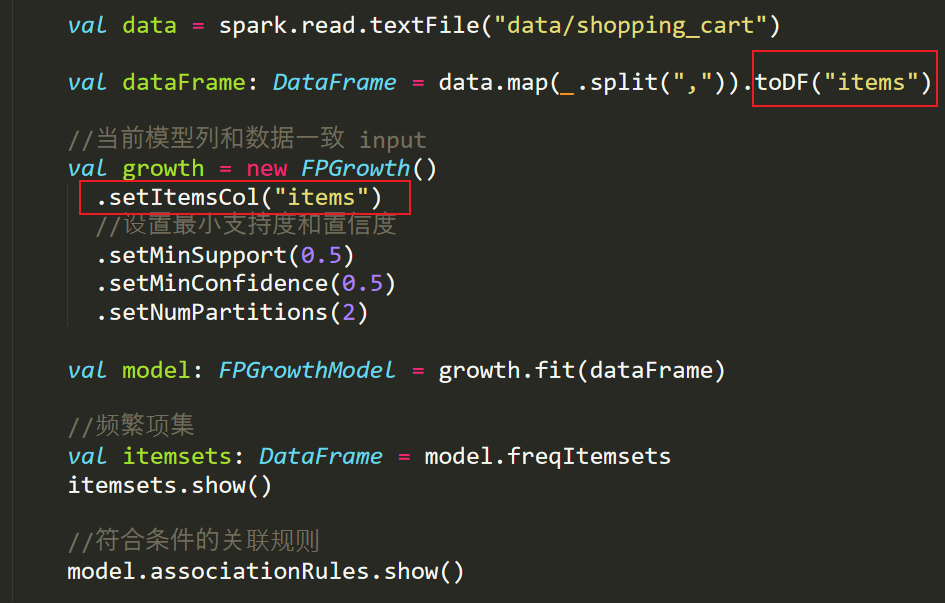 val data = spark.read.textFile("data/shopping_cart")
val dataFrame: DataFrame = data.map(_.split(",")).toDF("items")
//当前模型列和数据一致 input
val growth = new FPGrowth()
.setItemsCol("items")
//设置最小支持度和置信度
.setMinSupport(0.5)
.setMinConfidence(0.5)
.setNumPartitions(2)
val model: FPGrowthModel = growth.fit(dataFrame)
//频繁项集
val itemsets: DataFrame = model.freqItemsets
itemsets.show()
//符合条件的关联规则
model.associationRules.show()